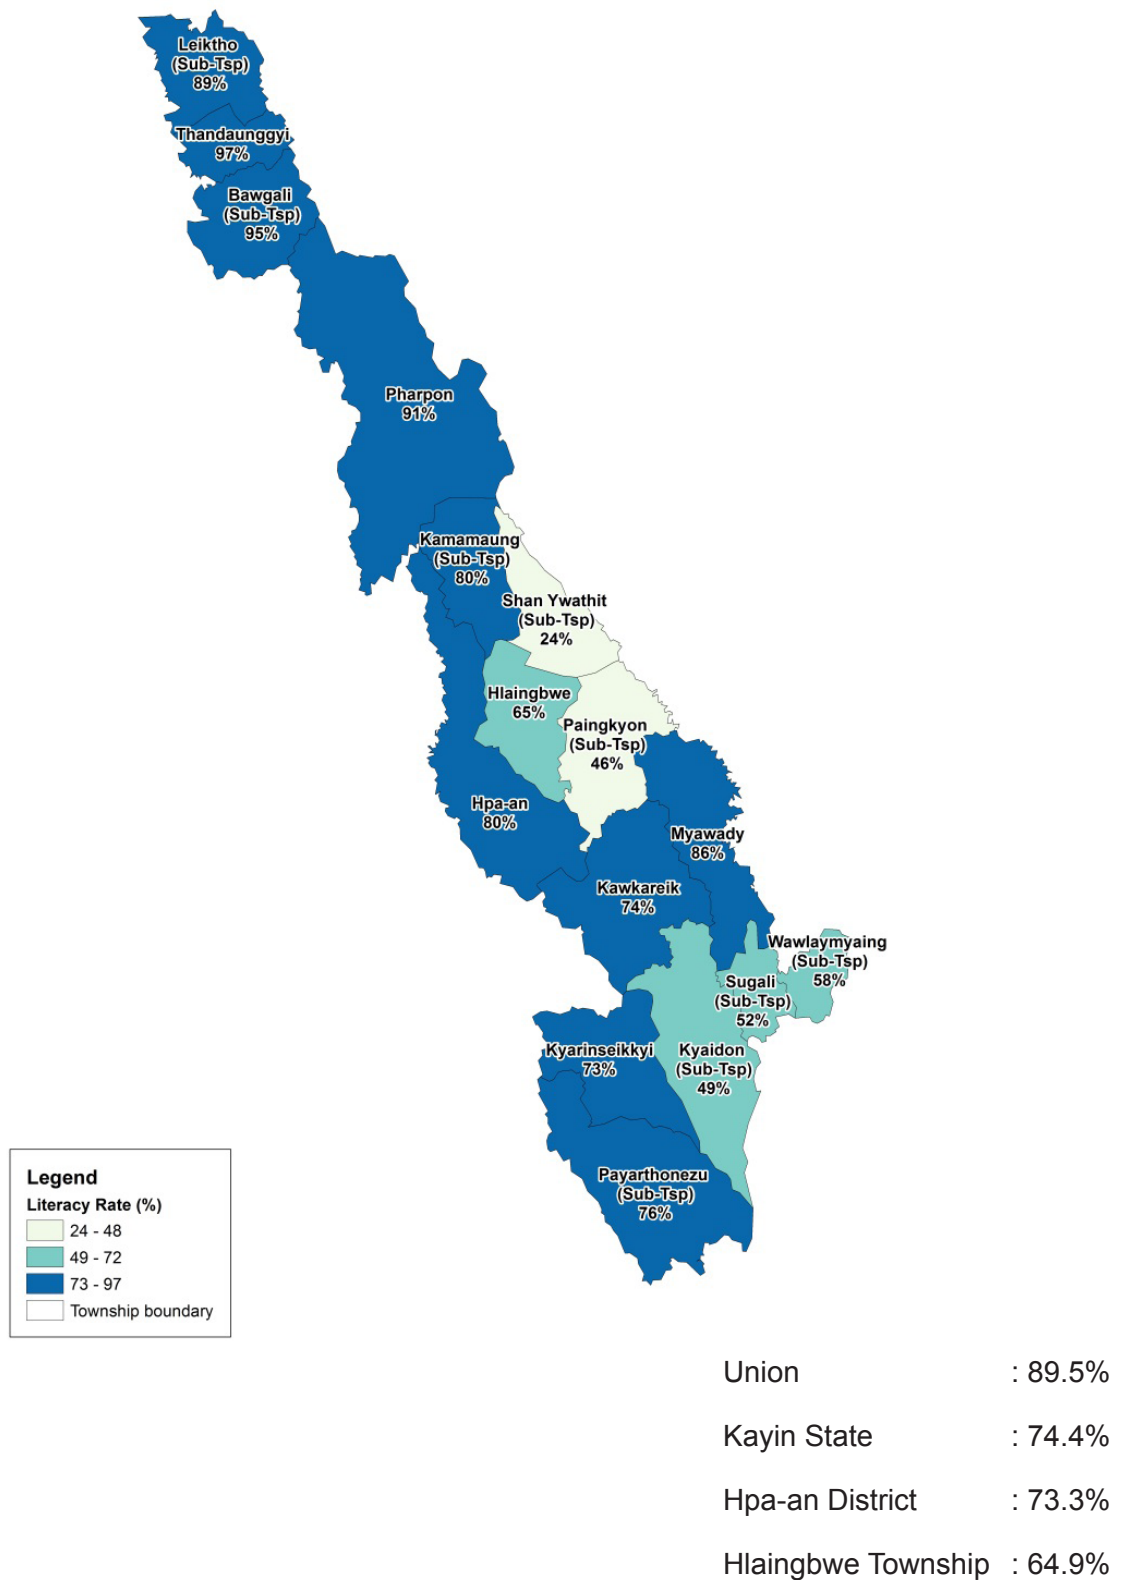 Leiktho
(Sub-Tsp)
89%
Thandaunggyi
97%
Bawgali
(Sub-Tsp)
95%
Pharpon
91%
Kamamaung
(Sub-Tsp)
80%
Shan Ywathit
(Sub-Tsp)
24%
Hlaingbwe
65%
Paingkyon
(Sub-Tsp)
46%
Hpa-an
80%
Myawady
86%
Kawkareik
74%
Wawlaymyaing
(Sub-Tsp)
58%
Sugali
(Sub-Tsp)
52%
Kyarinseikkyi
73%
Kyaidon
(Sub-Tsp)
49%
Payarthonezu
(Sub-Tsp)
76%
Legend
Literacy Rate (%)
24 - 48
49 - 72
73 - 97
Township boundary
Union : 89.5%
Kayin State : 74.4%
Hpa-an District : 73.3%
Hlaingbwe Township : 64.9%